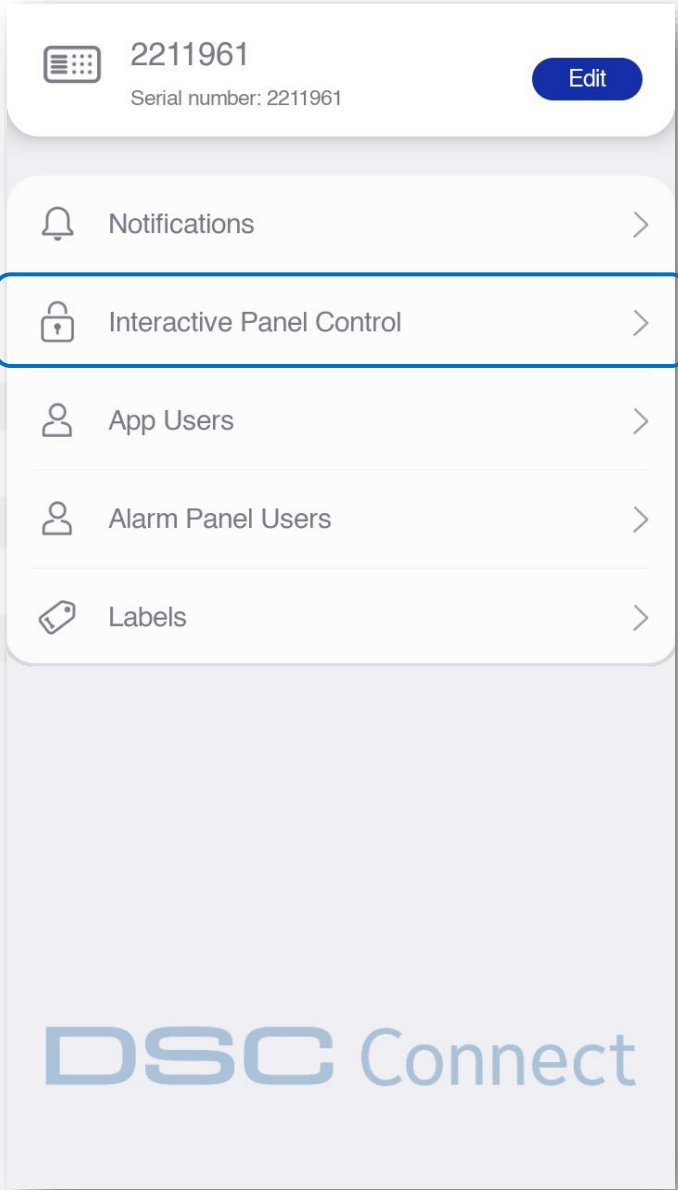 2211961
Serial number: 2211961
Edit
Notifications
Interactive Panel Control
App Users
Alarm Panel Users
Labels
DSC Connect